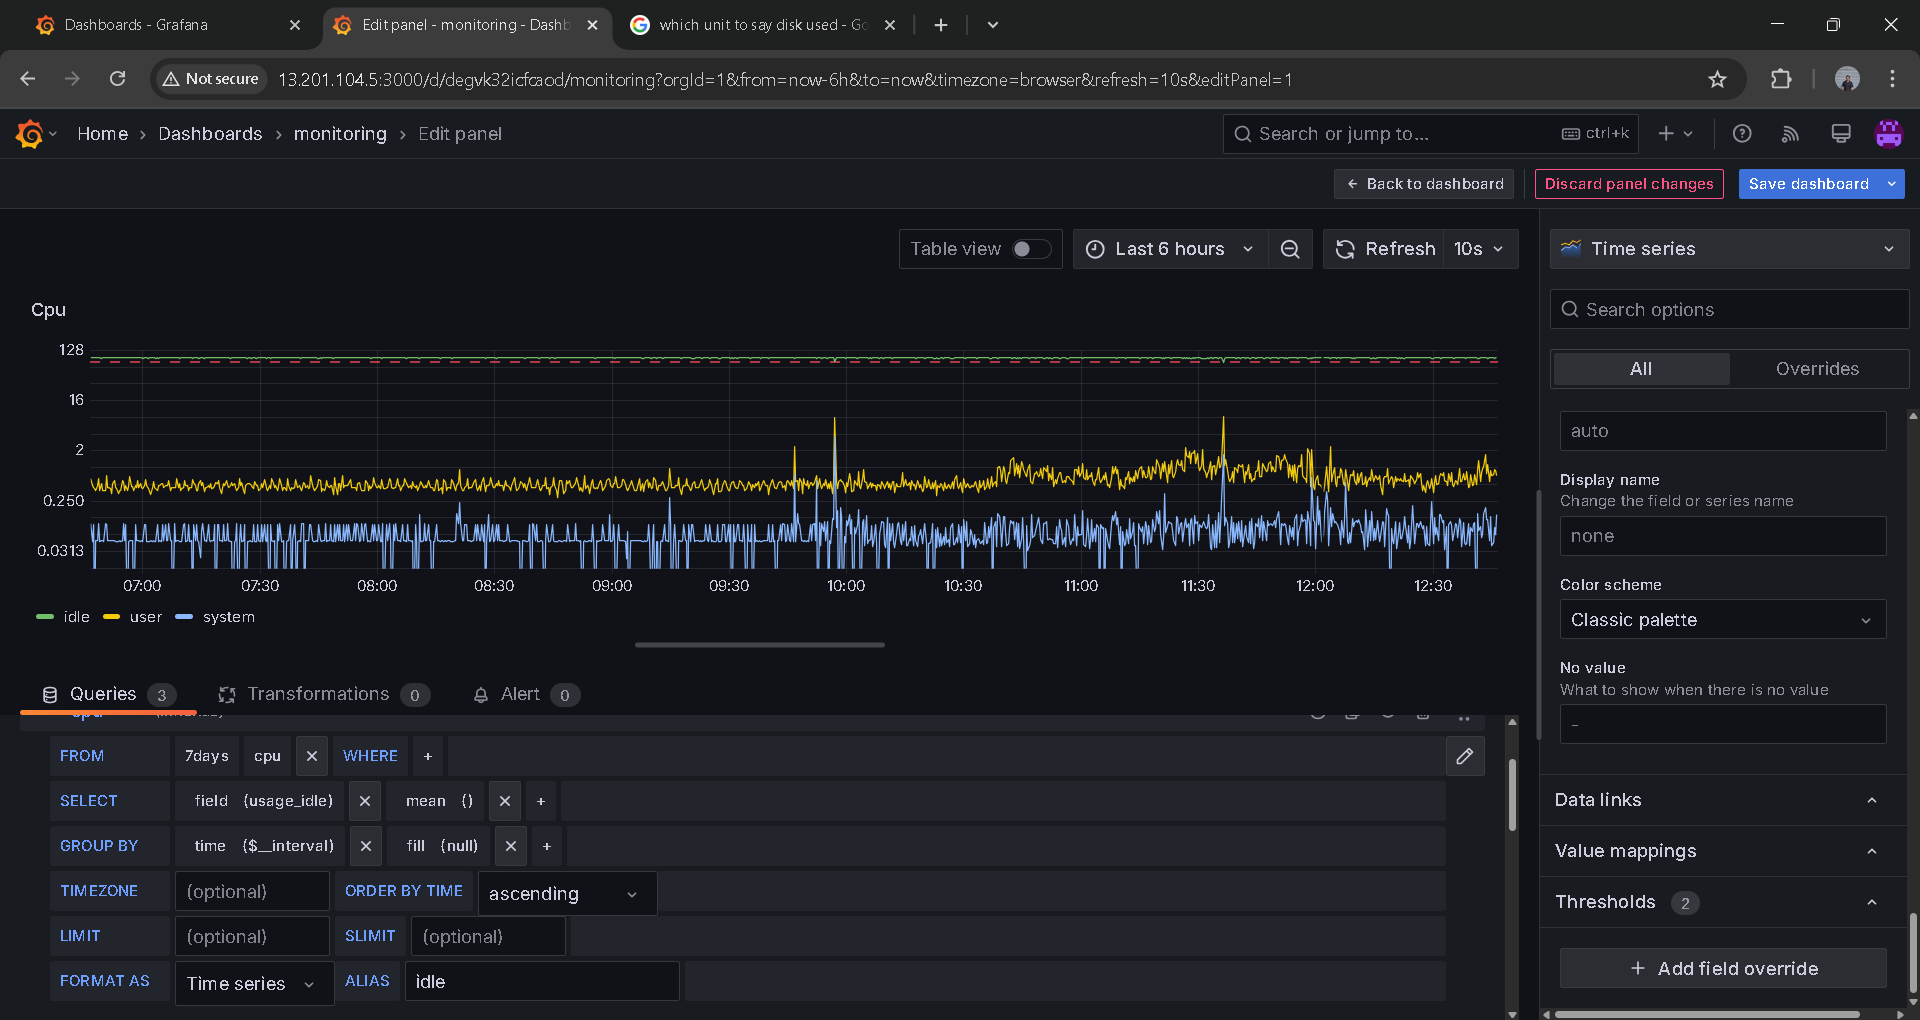 Dashboards - Grafana
Edit panel - monitoring - Dashb
which unit to say disk used - Go
Not secure
13.201.104.5:3000/d/degvk32icfcaod/monitoring?orgId=1&from=now-6h&to=now&timezone=browser&refresh=10s&editPanel=1
Home > Dashboards > monitoring > Edit panel
Search or jump to...
ctrl+k
Back to dashboard
Discard panel changes
Save dashboard
Table view
Last 6 hours
Refresh
10s
Time series
Search options
Cpu
All
Overrides
128
16
2
0.250
0.0313
07:00 07:30 08:00 08:30 09:00 09:30 10:00 10:30 11:00 11:30 12:00 12:30
idle user system
auto
Display name
Change the field or series name
none
Color scheme
Classic palette
No value
What to show when there is no value
-
Data links
Value mappings
Thresholds 2
+ Add field override
Queries 3
Transformations 0
Alert 0
FROM 7days cpu WHERE +
SELECT field (usage_idle) mean () +
GROUP BY time ($__interval) fill (null) +
TIMEZONE (optional) ORDER BY TIME ascending
LIMIT (optional) SLIMIT (optional)
FORMAT AS Time series ALIAS idle